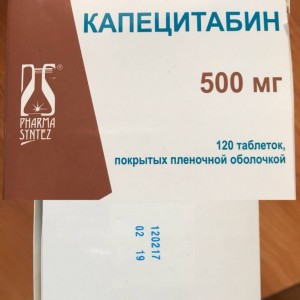 КАПЕЦИТАБИН
500 мг
®
PHARMA
SYNTEZ
120 таблеток,
покрытых пленочной оболочкой
120217
02 19